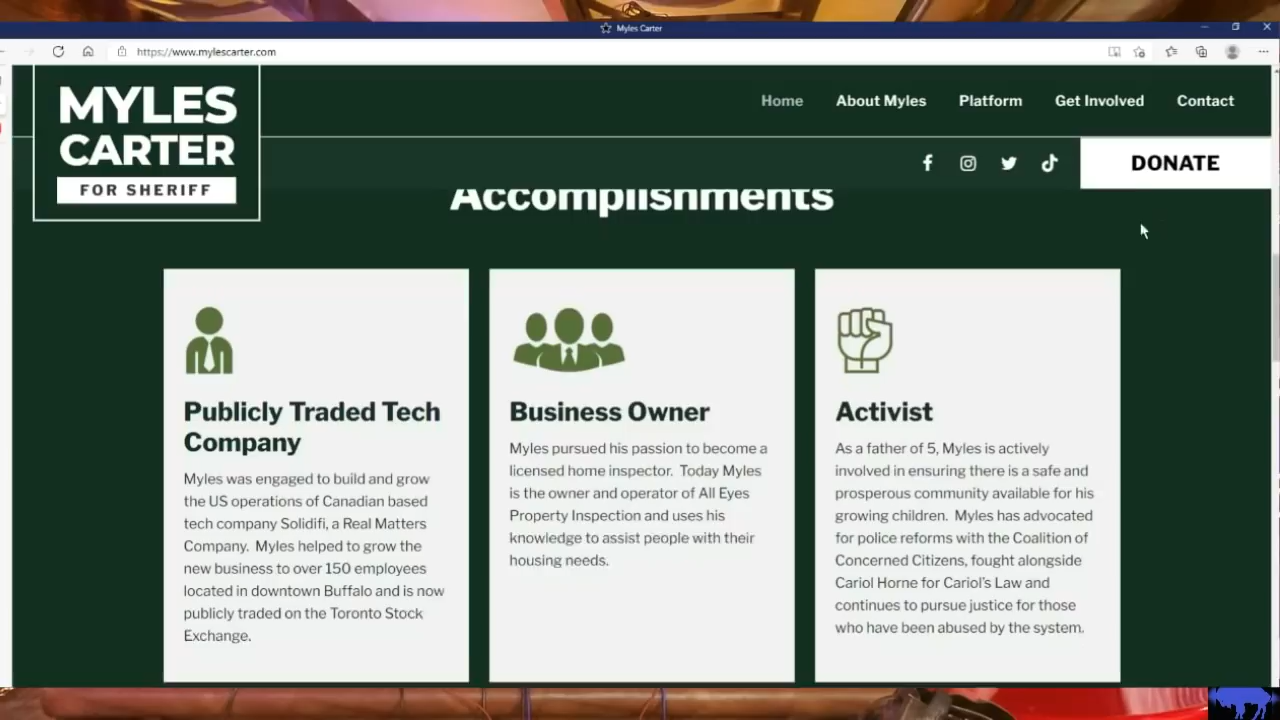 Myles Carter
https://www.mylescarter.com
MYLES
CARTER
FOR SHERIFF
Home
About Myles
Platform
Get Involved
Contact
DONATE
Accomplishments
Publicly Traded Tech
Company
Myles was engaged to build and grow
the US operations of Canadian based
tech company Solidifi, a Real Matters
Company. Myles helped to grow the
new business to over 150 employees
located in downtown Buffalo and is now
publicly traded on the Toronto Stock
Exchange.
Business Owner
Myles pursued his passion to become a
licensed home inspector. Today Myles
is the owner and operator of All Eyes
Property Inspection and uses his
knowledge to assist people with their
housing needs.
Activist
As a father of 5, Myles is actively
involved in ensuring there is a safe and
prosperous community available for his
growing children. Myles has advocated
for police reforms with the Coalition of
Concerned Citizens, fought alongside
Cariol Horne for Cariol's Law and
continues to pursue justice for those
who have been abused by the system.